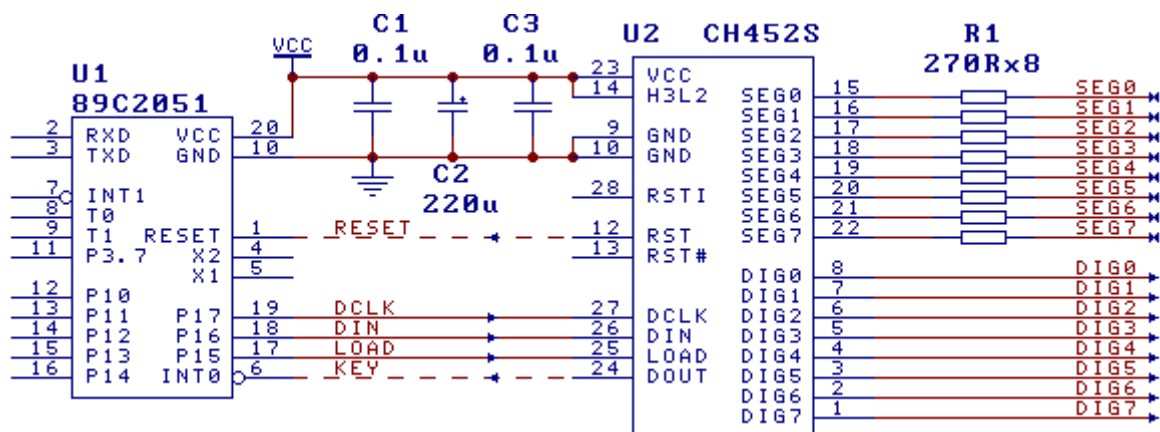 C1
0.1u
C3
0.1u
U2 CH452S
R1
270Rx8
VCC
U1
89C2051
2 RXD VCC 20
3 TXD GND 10
7 INT1
8 T0
9 T1 RESET 1
11 P3.7 X2 4
X1 5
12 P10
13 P11 P17 19
14 P12 P16 18
15 P13 P15 17
16 P14 INT0 6
C2
220u
RESET
DCLK
DIN
LOAD
KEY
23 VCC
14 H3L2
9 GND
10 GND
28 RSTI
12 RST
13 RST#
27 DCLK
26 DIN
25 LOAD
24 DOUT
SEG0 15 SEG0
SEG1 16 SEG1
SEG2 17 SEG2
SEG3 18 SEG3
SEG4 19 SEG4
SEG5 20 SEG5
SEG6 21 SEG6
SEG7 22 SEG7
DIG0 8 DIG0
DIG1 7 DIG1
DIG2 6 DIG2
DIG3 5 DIG3
DIG4 4 DIG4
DIG5 3 DIG5
DIG6 2 DIG6
DIG7 1 DIG7